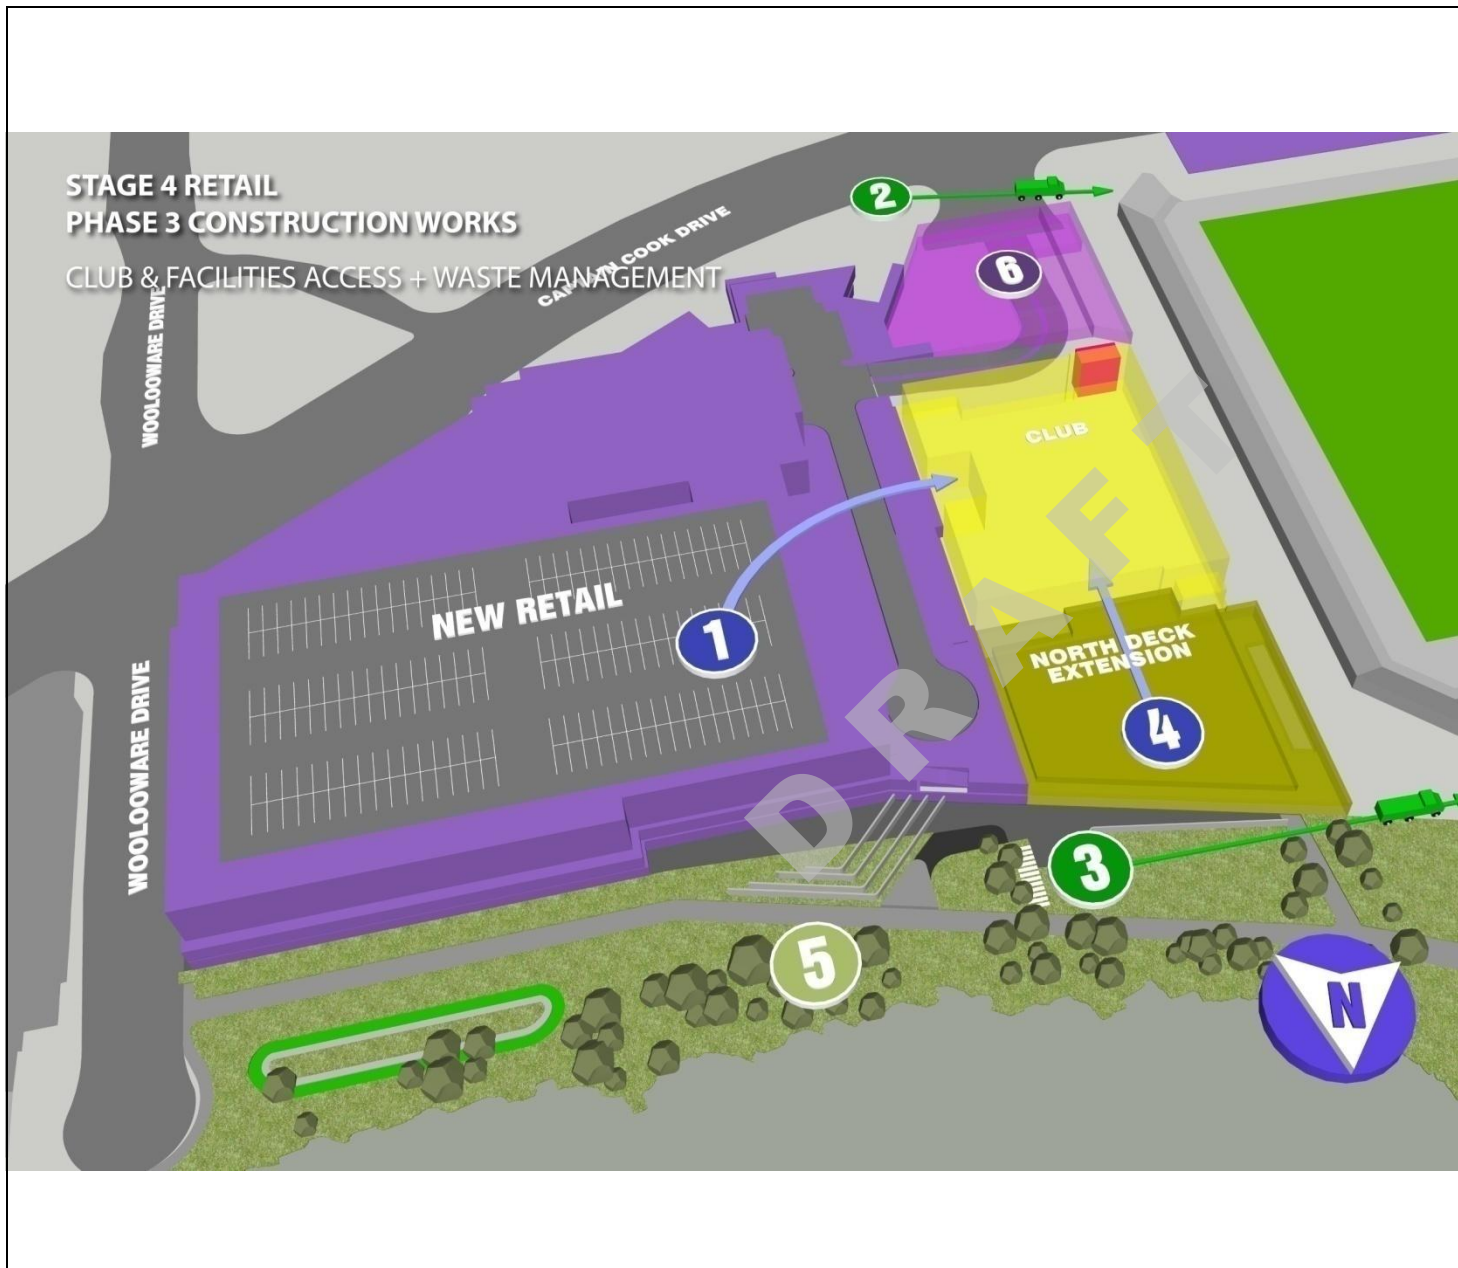 STAGE 4 RETAIL
PHASE 3 CONSTRUCTION WORKS
CLUB & FACILITIES ACCESS + WASTE MANAGEMENT
WOOLOOWARE DRIVE
CAPTAIN COOK DRIVE
2
6
CLUB
NEW RETAIL
1
NORTH DECK
EXTENSION
4
WOOLOOWARE DRIVE
DRAFT
3
5
N